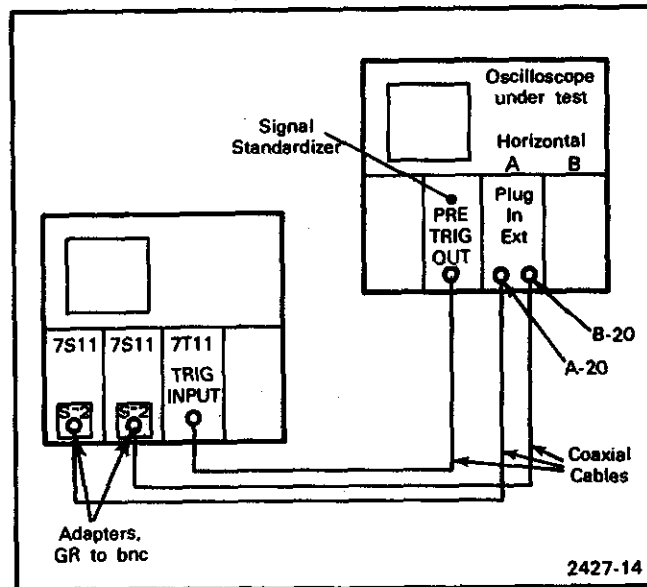 Oscilloscope
under test
Signal
Standardizer
Horizontal
A B
PRE
TRIG
OUT
Plug
In
Ext
7S11 7S11 7T11
TRIG
INPUT
S-2 S-2
B-20
A-20
Coaxial
Cables
Adapters,
GR to bnc
2427-14